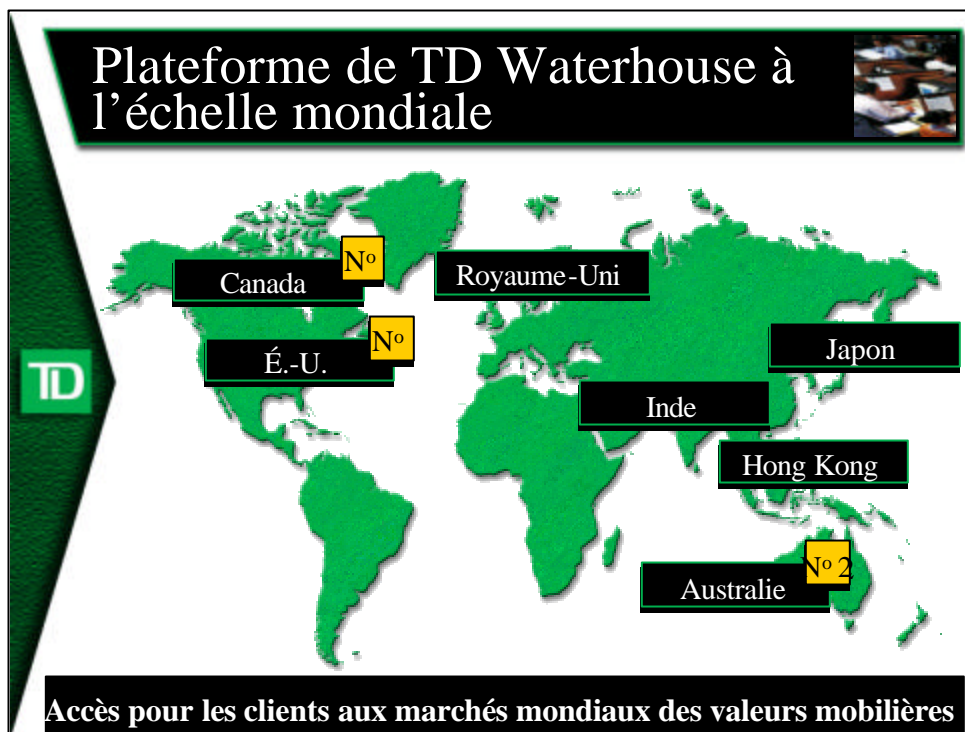 Plateforme de TD Waterhouse à
l’échelle mondiale
Nº
Canada
Royaume-Uni
Nº
É.-U.
Japon
TD
Inde
Hong Kong
Nº 2
Australie
Accès pour les clients aux marchés mondiaux des valeurs mobilières